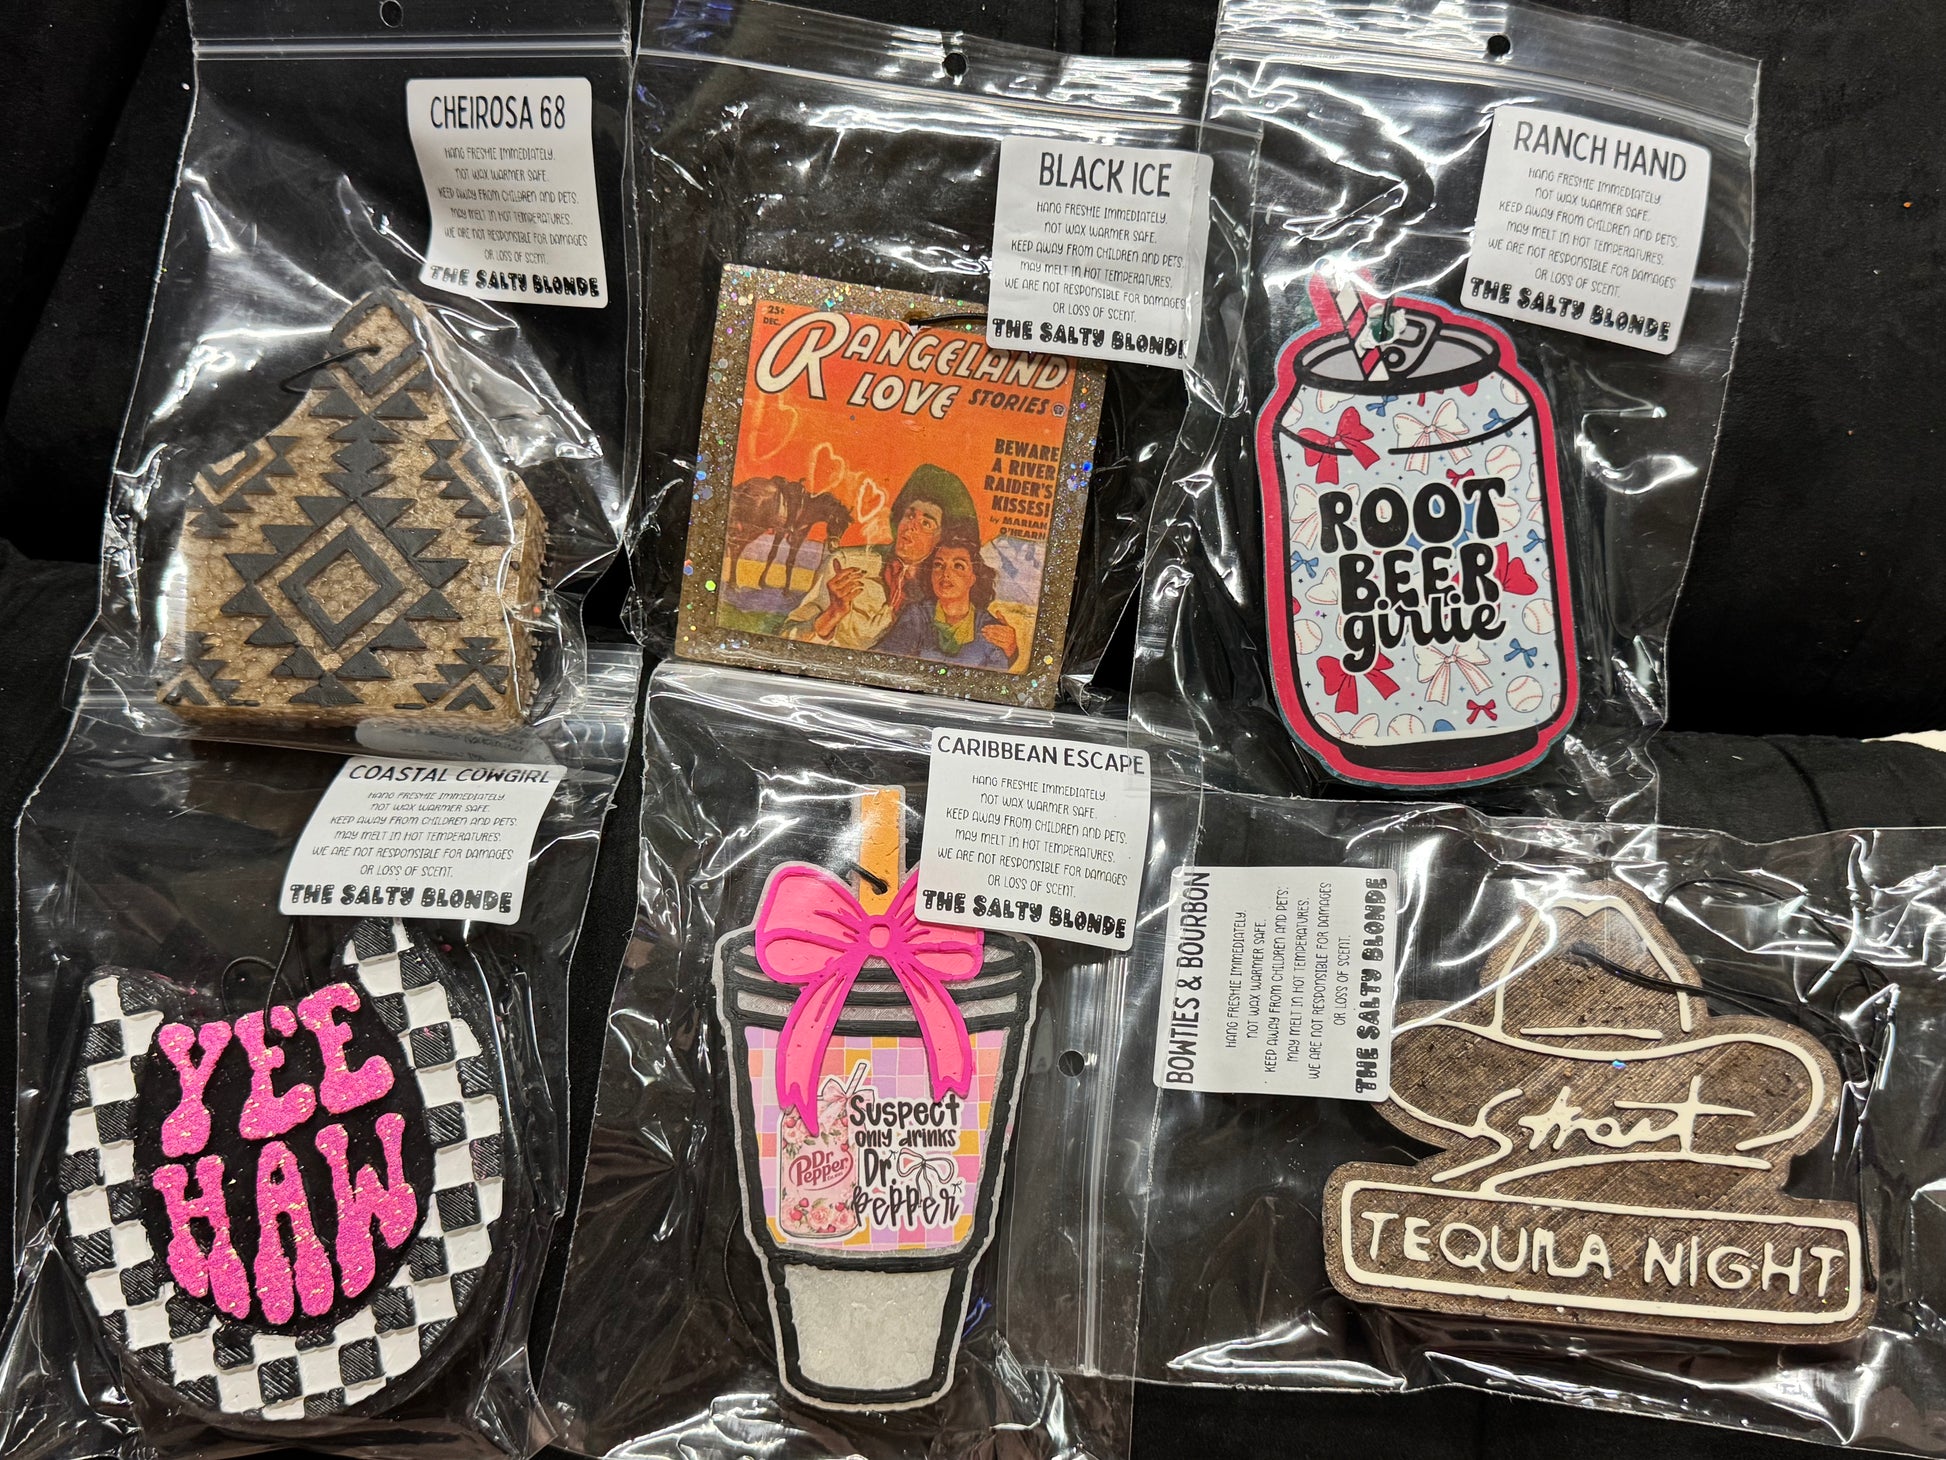 CHEIROSA 68
HANG FRESHIE IMMEDIATELY.
NOT WAX WARMER SAFE.
KEEP AWAY FROM CHILDREN AND PETS.
MAY MELT IN HOT TEMPERATURES.
WE ARE NOT RESPONSIBLE FOR DAMAGES
OR LOSS OF SCENT.
THE SALTY BLONDE
BLACK ICE
HANG FRESHIE IMMEDIATELY.
NOT WAX WARMER SAFE.
KEEP AWAY FROM CHILDREN AND PETS.
MAY MELT IN HOT TEMPERATURES.
WE ARE NOT RESPONSIBLE FOR DAMAGES
OR LOSS OF SCENT.
THE SALTY BLONDE
25¢
DEC.
RANGELAND
LOVE STORIES
BEWARE
A RIVER
RAIDER'S
KISSES!
by MARIAN
O'HEARN
RANCH HAND
HANG FRESHIE IMMEDIATELY.
NOT WAX WARMER SAFE.
KEEP AWAY FROM CHILDREN AND PETS.
MAY MELT IN HOT TEMPERATURES.
WE ARE NOT RESPONSIBLE FOR DAMAGES
OR LOSS OF SCENT.
THE SALTY BLONDE
ROOT
BEER
girlie
COASTAL COWGIRL
HANG FRESHIE IMMEDIATELY.
NOT WAX WARMER SAFE.
KEEP AWAY FROM CHILDREN AND PETS.
MAY MELT IN HOT TEMPERATURES.
WE ARE NOT RESPONSIBLE FOR DAMAGES
OR LOSS OF SCENT.
THE SALTY BLONDE
YEE
HAW
CARIBBEAN ESCAPE
HANG FRESHIE IMMEDIATELY.
NOT WAX WARMER SAFE.
KEEP AWAY FROM CHILDREN AND PETS.
MAY MELT IN HOT TEMPERATURES.
WE ARE NOT RESPONSIBLE FOR DAMAGES
OR LOSS OF SCENT.
THE SALTY BLONDE
Suspect
only drinks
Dr.
Pepper
Dr
Pepper
BOWTIES & BOURBON
HANG FRESHIE IMMEDIATELY.
NOT WAX WARMER SAFE.
KEEP AWAY FROM CHILDREN AND PETS.
MAY MELT IN HOT TEMPERATURES.
WE ARE NOT RESPONSIBLE FOR DAMAGES
OR LOSS OF SCENT.
THE SALTY BLONDE
Strait
TEQUILA NIGHT